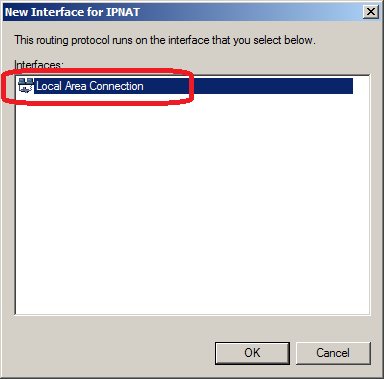 New Interface for IPNAT
This routing protocol runs on the interface that you select below.
Interfaces:
Local Area Connection
OK
Cancel